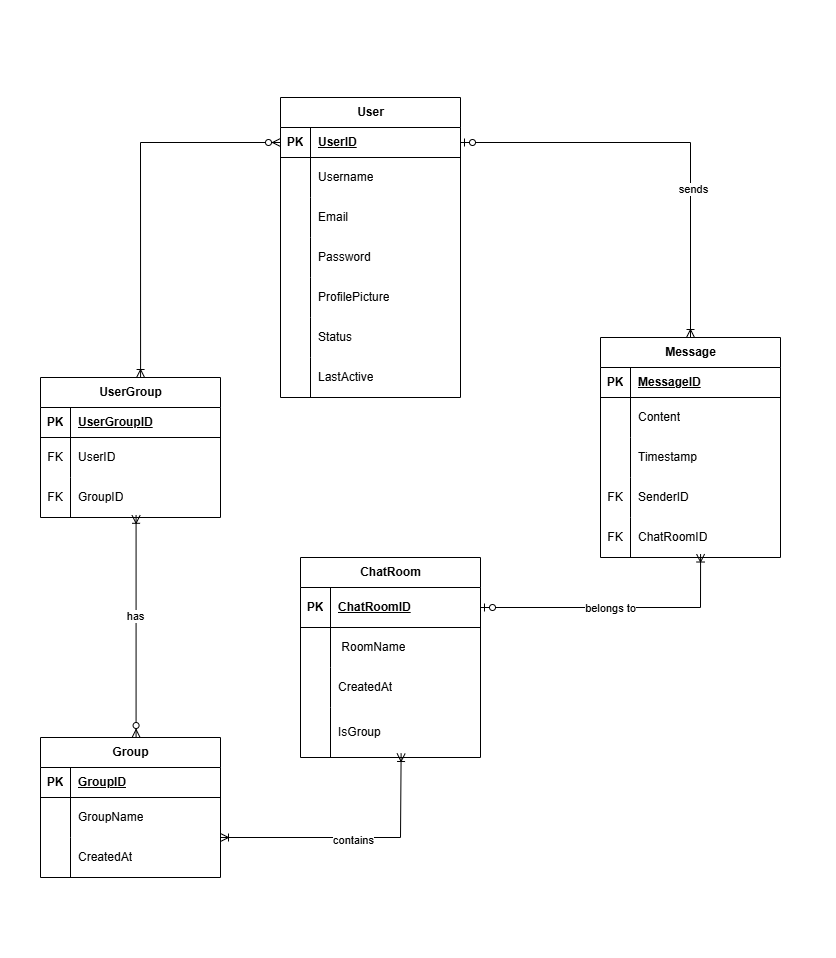 User
PK UserID
Username
Email
Password
ProfilePicture
Status
LastActive
sends
Message
PK MessageID
Content
Timestamp
FK SenderID
FK ChatRoomID
UserGroup
PK UserGroupID
FK UserID
FK GroupID
has
ChatRoom
PK ChatRoomID
RoomName
CreatedAt
IsGroup
belongs to
Group
PK GroupID
GroupName
CreatedAt
contains